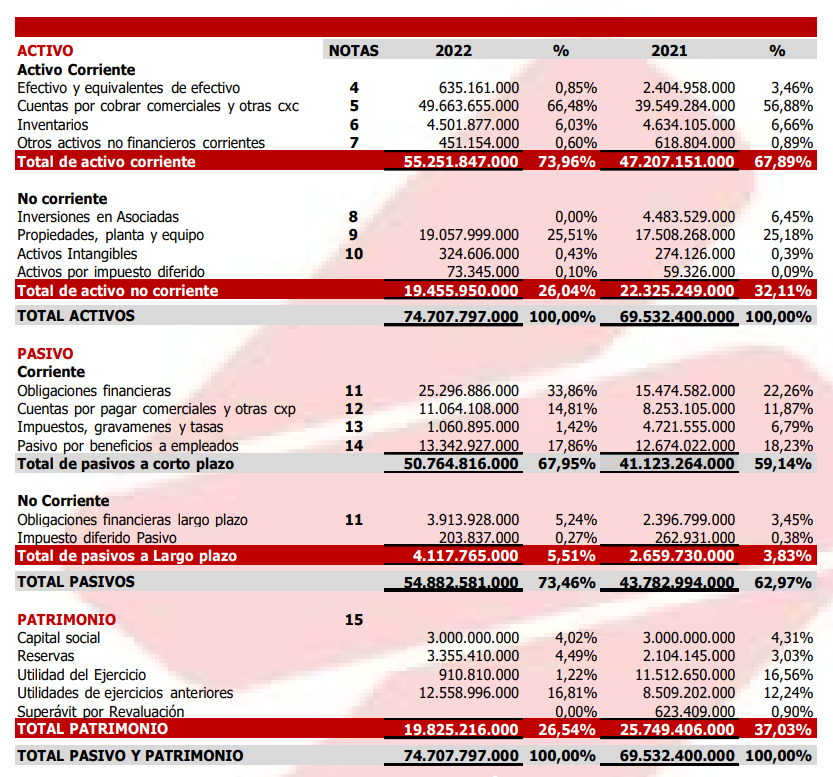 ACTIVO NOTAS 2022 % 2021 %
Activo Corriente
Efectivo y equivalentes de efectivo 4 635.161.000 0,85% 2.404.958.000 3,46%
Cuentas por cobrar comerciales y otras cxc 5 49.663.655.000 66,48% 39.549.284.000 56,88%
Inventarios 6 4.501.877.000 6,03% 4.634.105.000 6,66%
Otros activos no financieros corrientes 7 451.154.000 0,60% 618.804.000 0,89%
Total de activo corriente 55.251.847.000 73,96% 47.207.151.000 67,89%
No corriente
Inversiones en Asociadas 8 0,00% 4.483.529.000 6,45%
Propiedades, planta y equipo 9 19.057.999.000 25,51% 17.508.268.000 25,18%
Activos Intangibles 10 324.606.000 0,43% 274.126.000 0,39%
Activos por impuesto diferido 73.345.000 0,10% 59.326.000 0,09%
Total de activo no corriente 19.455.950.000 26,04% 22.325.249.000 32,11%
TOTAL ACTIVOS 74.707.797.000 100,00% 69.532.400.000 100,00%
PASIVO
Corriente
Obligaciones financieras 11 25.296.886.000 33,86% 15.474.582.000 22,26%
Cuentas por pagar comerciales y otras cxp 12 11.064.108.000 14,81% 8.253.105.000 11,87%
Impuestos, gravamenes y tasas 13 1.060.895.000 1,42% 4.721.555.000 6,79%
Pasivo por beneficios a empleados 14 13.342.927.000 17,86% 12.674.022.000 18,23%
Total de pasivos a corto plazo 50.764.816.000 67,95% 41.123.264.000 59,14%
No Corriente
Obligaciones financieras largo plazo 11 3.913.928.000 5,24% 2.396.799.000 3,45%
Impuesto diferido Pasivo 203.837.000 0,27% 262.931.000 0,38%
Total de pasivos a Largo plazo 4.117.765.000 5,51% 2.659.730.000 3,83%
TOTAL PASIVOS 54.882.581.000 73,46% 43.782.994.000 62,97%
PATRIMONIO 15
Capital social 3.000.000.000 4,02% 3.000.000.000 4,31%
Reservas 3.355.410.000 4,49% 2.104.145.000 3,03%
Utilidad del Ejercicio 910.810.000 1,22% 11.512.650.000 16,56%
Utilidades de ejercicios anteriores 12.558.996.000 16,81% 8.509.202.000 12,24%
Superávit por Revaluación 0,00% 623.409.000 0,90%
TOTAL PATRIMONIO 19.825.216.000 26,54% 25.749.406.000 37,03%
TOTAL PASIVO Y PATRIMONIO 74.707.797.000 100,00% 69.532.400.000 100,00%